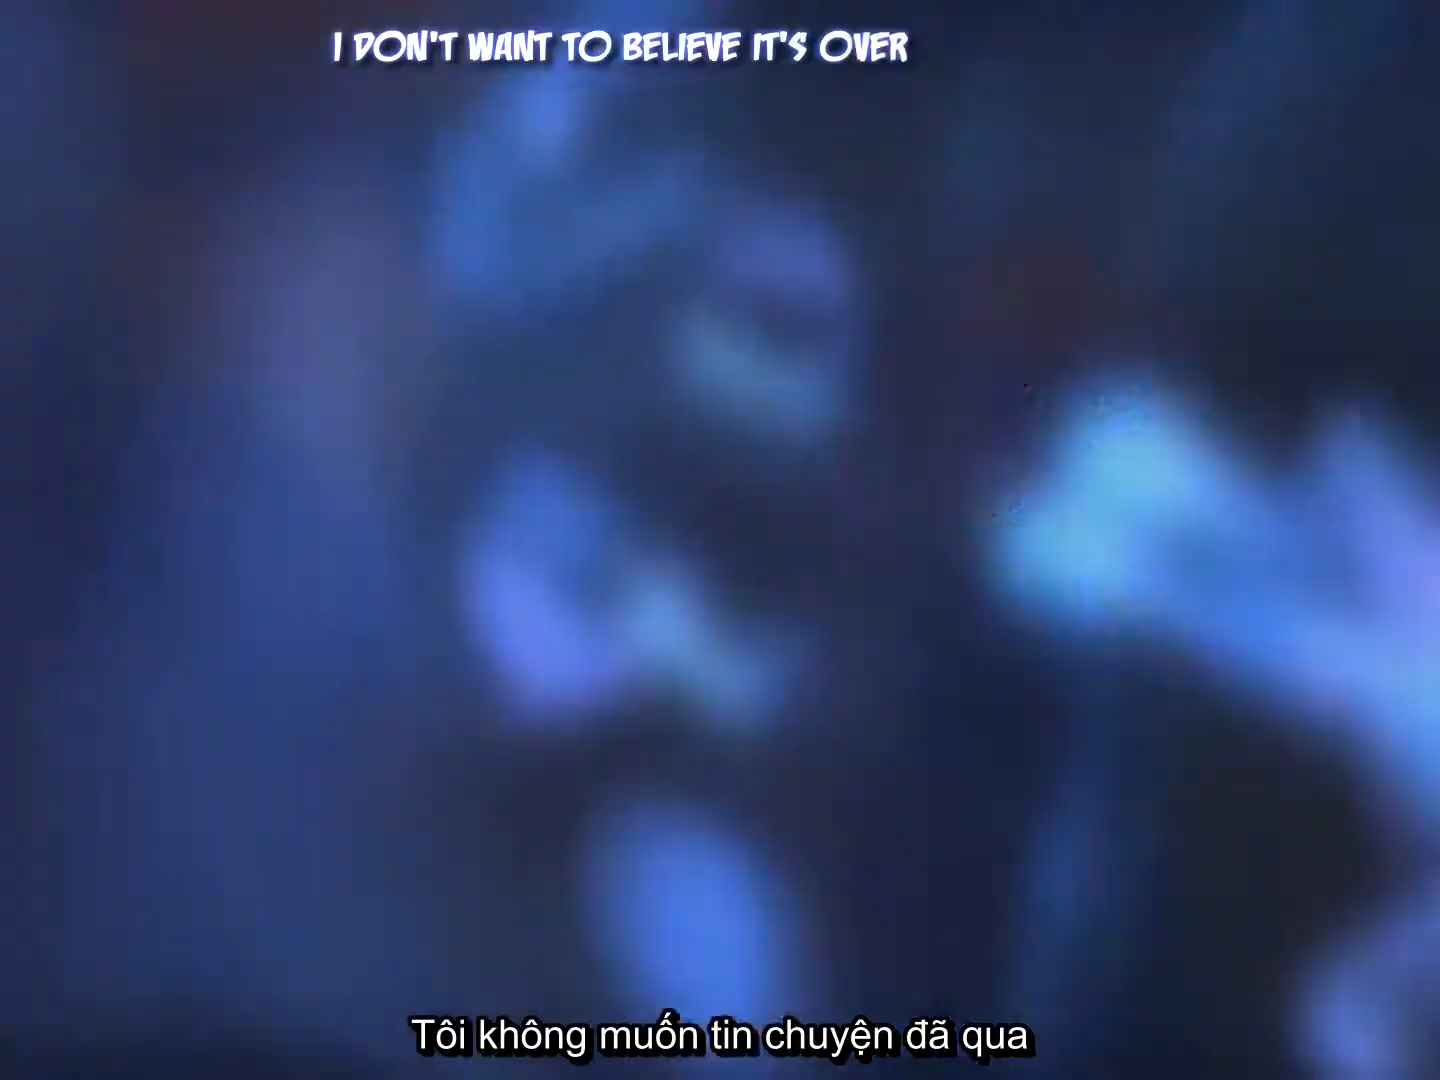 I DON'T WANT TO BELIEVE IT'S OVER
Tôi không muốn tin chuyện đã qua